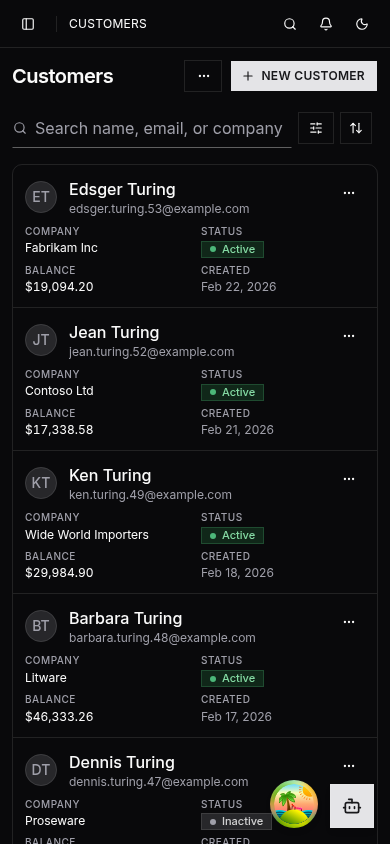 CUSTOMERS
Customers
NEW CUSTOMER
Search name, email, or company
ET
Edsger Turing
edsger.turing.53@example.com
COMPANY STATUS
Fabrikam Inc Active
BALANCE CREATED
$19,094.20 Feb 22, 2026
JT
Jean Turing
jean.turing.52@example.com
COMPANY STATUS
Contoso Ltd Active
BALANCE CREATED
$17,338.58 Feb 21, 2026
KT
Ken Turing
ken.turing.49@example.com
COMPANY STATUS
Wide World Importers Active
BALANCE CREATED
$29,984.90 Feb 18, 2026
BT
Barbara Turing
barbara.turing.48@example.com
COMPANY STATUS
Litware Active
BALANCE CREATED
$46,333.26 Feb 17, 2026
DT
Dennis Turing
dennis.turing.47@example.com
COMPANY STATUS
Proseware Inactive
BALANCE CREATED